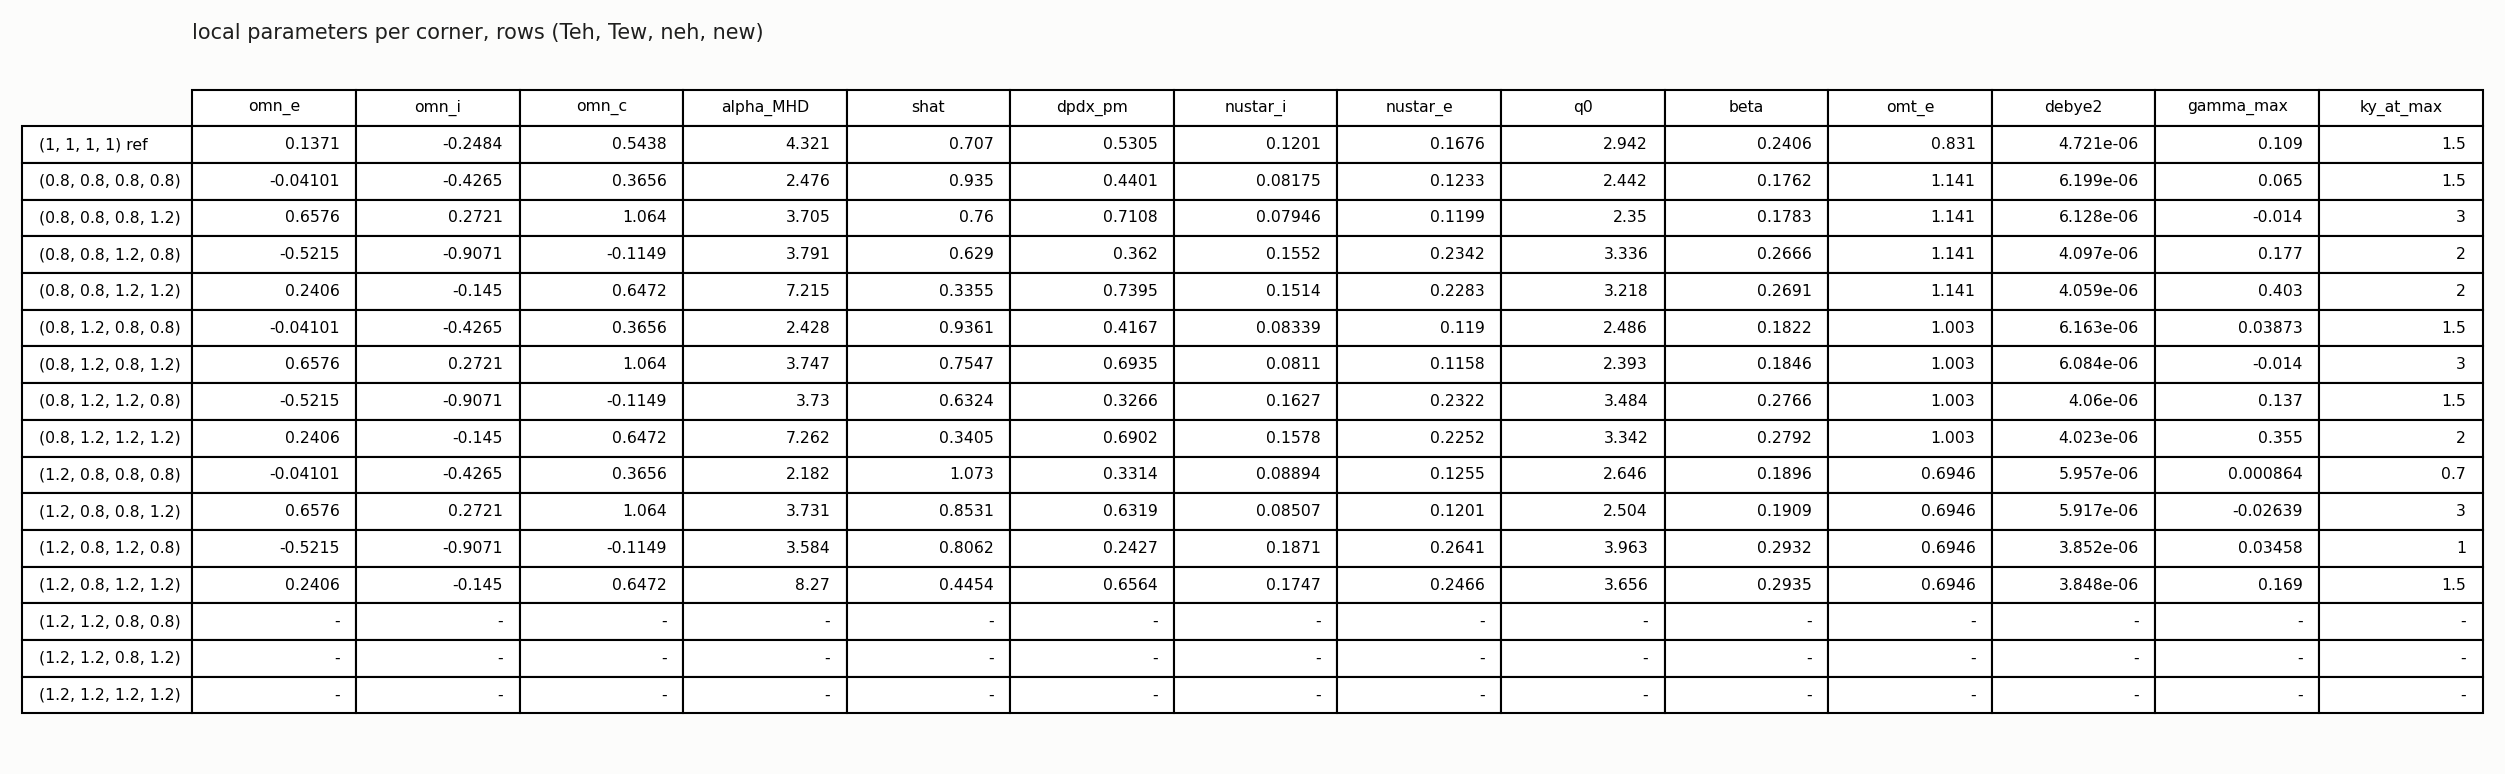 local parameters per corner, rows (Teh, Tew, neh, new)
omn_e omn_i omn_c alpha_MHD shat dpdx_pm nustar_i nustar_e q0 beta omt_e debye2 gamma_max ky_at_max
(1, 1, 1, 1) ref 0.1371 -0.2484 0.5438 4.321 0.707 0.5305 0.1201 0.1676 2.942 0.2406 0.831 4.721e-06 0.109 1.5
(0.8, 0.8, 0.8, 0.8) -0.04101 -0.4265 0.3656 2.476 0.935 0.4401 0.08175 0.1233 2.442 0.1762 1.141 6.199e-06 0.065 1.5
(0.8, 0.8, 0.8, 1.2) 0.6576 0.2721 1.064 3.705 0.76 0.7108 0.07946 0.1199 2.35 0.1783 1.141 6.128e-06 -0.014 3
(0.8, 0.8, 1.2, 0.8) -0.5215 -0.9071 -0.1149 3.791 0.629 0.362 0.1552 0.2342 3.336 0.2666 1.141 4.097e-06 0.177 2
(0.8, 0.8, 1.2, 1.2) 0.2406 -0.145 0.6472 7.215 0.3355 0.7395 0.1514 0.2283 3.218 0.2691 1.141 4.059e-06 0.403 2
(0.8, 1.2, 0.8, 0.8) -0.04101 -0.4265 0.3656 2.428 0.9361 0.4167 0.08339 0.119 2.486 0.1822 1.003 6.163e-06 0.03873 1.5
(0.8, 1.2, 0.8, 1.2) 0.6576 0.2721 1.064 3.747 0.7547 0.6935 0.0811 0.1158 2.393 0.1846 1.003 6.084e-06 -0.014 3
(0.8, 1.2, 1.2, 0.8) -0.5215 -0.9071 -0.1149 3.73 0.6324 0.3266 0.1627 0.2322 3.484 0.2766 1.003 4.06e-06 0.137 1.5
(0.8, 1.2, 1.2, 1.2) 0.2406 -0.145 0.6472 7.262 0.3405 0.6902 0.1578 0.2252 3.342 0.2792 1.003 4.023e-06 0.355 2
(1.2, 0.8, 0.8, 0.8) -0.04101 -0.4265 0.3656 2.182 1.073 0.3314 0.08894 0.1255 2.646 0.1896 0.6946 5.957e-06 0.000864 0.7
(1.2, 0.8, 0.8, 1.2) 0.6576 0.2721 1.064 3.731 0.8531 0.6319 0.08507 0.1201 2.504 0.1909 0.6946 5.917e-06 -0.02639 3
(1.2, 0.8, 1.2, 0.8) -0.5215 -0.9071 -0.1149 3.584 0.8062 0.2427 0.1871 0.2641 3.963 0.2932 0.6946 3.852e-06 0.03458 1
(1.2, 0.8, 1.2, 1.2) 0.2406 -0.145 0.6472 8.27 0.4454 0.6564 0.1747 0.2466 3.656 0.2935 0.6946 3.848e-06 0.169 1.5
(1.2, 1.2, 0.8, 0.8) - - - - - - - - - - - - - -
(1.2, 1.2, 0.8, 1.2) - - - - - - - - - - - - - -
(1.2, 1.2, 1.2, 1.2) - - - - - - - - - - - - - -